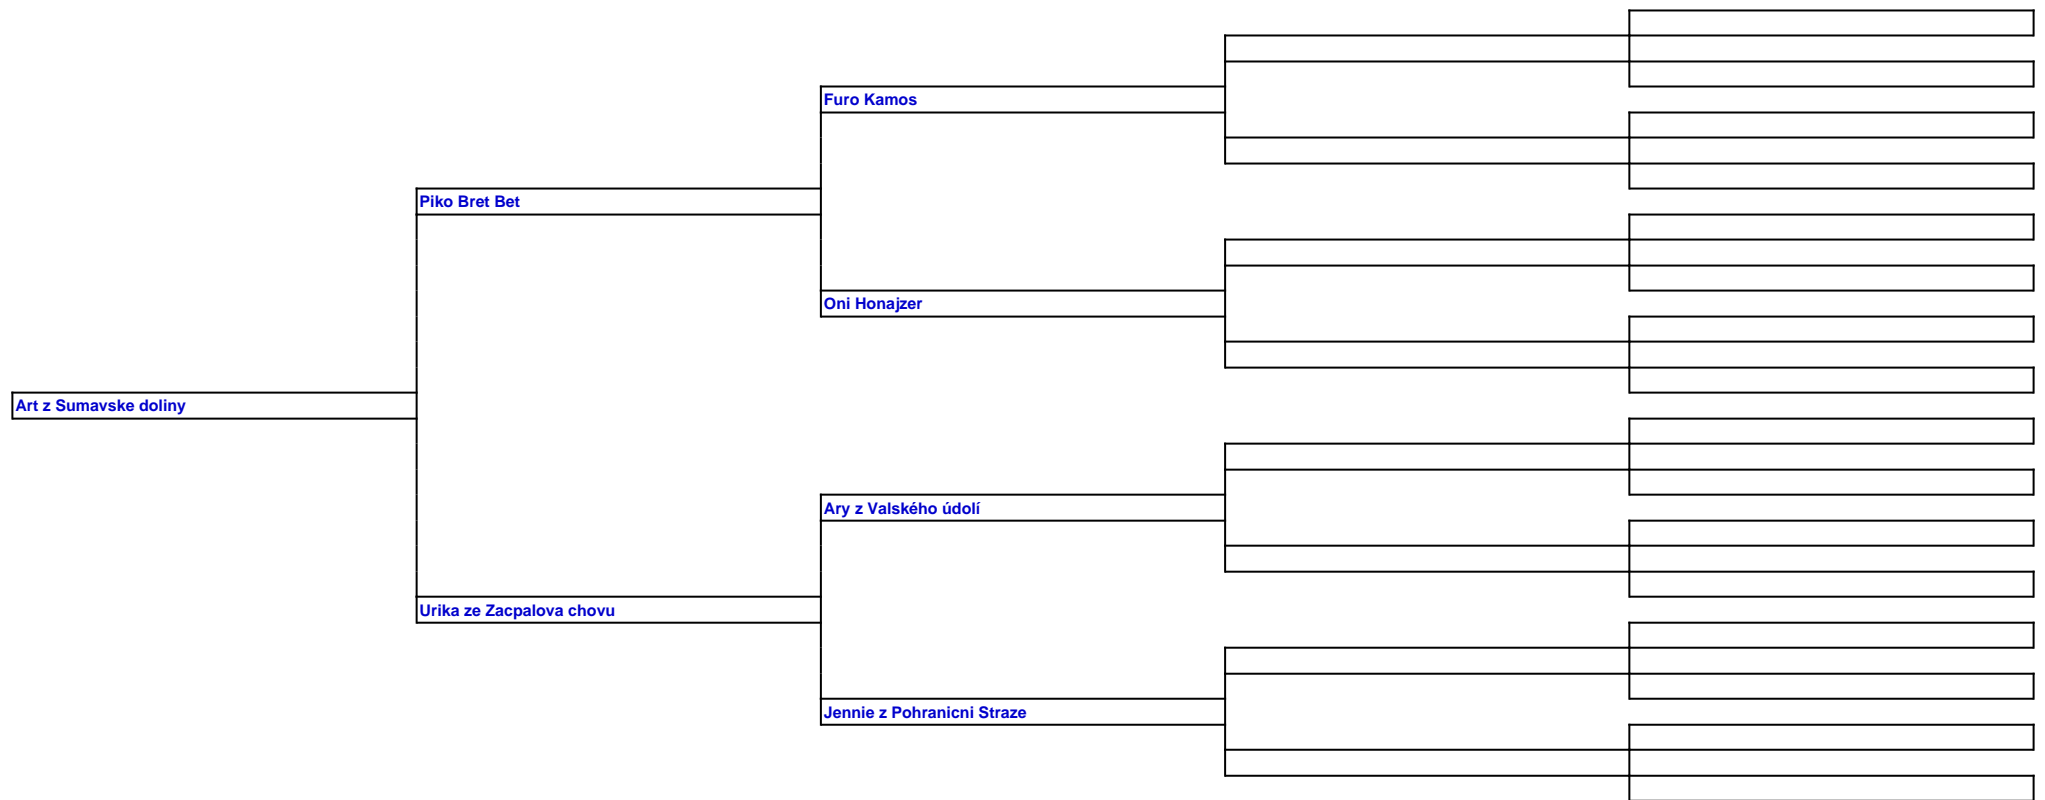 Furo Kamos
Piko Bret Bet
Oni Honajzer
Art z Sumavske doliny
Ary z Valského údolí
Urika ze Zacpalova chovu
Jennie z Pohranicni Straze